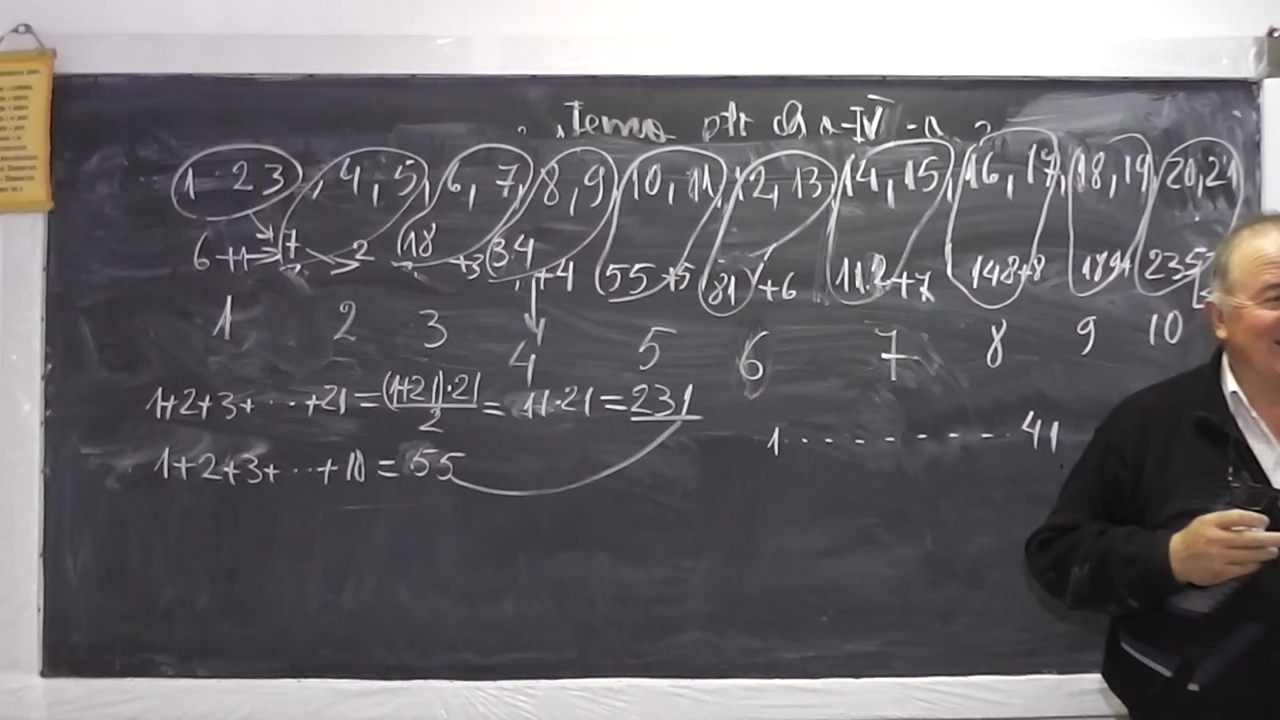 Tema ptr cls a-IV-a
1 2 3, 4, 5, 6, 7, 8, 9, 10, 11, 12, 13, 14, 15, 16, 17, 18, 19, 20, 21
6+1→7 2 18 +3 34 +4 55+5 81 +6 112+7 148+8 189+ 235
1 2 3 4 5 6 7 8 9 10
1+2+3+...+21=(1+21)·21/2=11·21=231
1........41
1+2+3+...+10=55